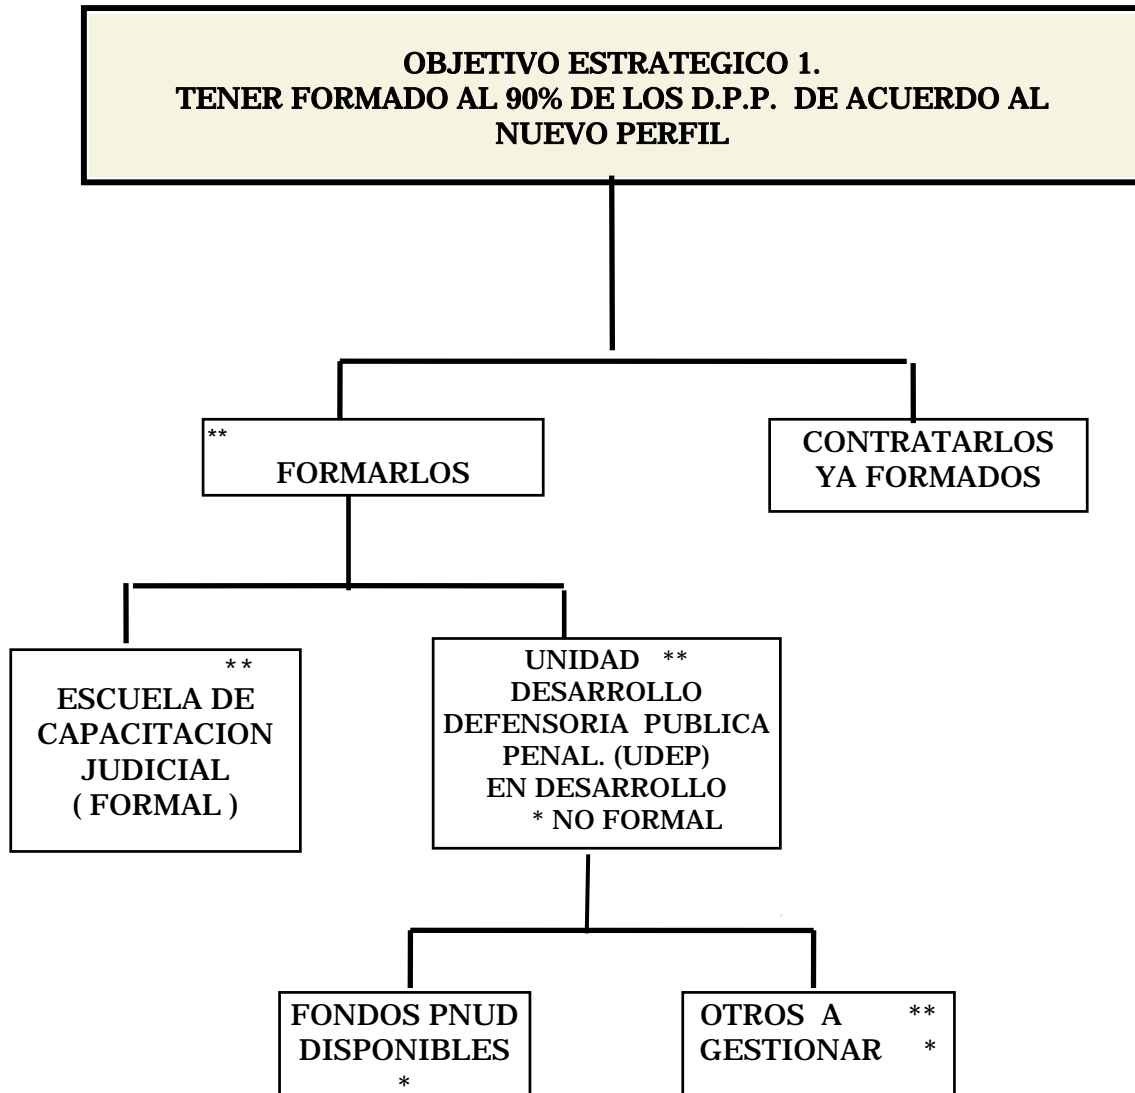 OBJETIVO ESTRATEGICO 1.
TENER FORMADO AL 90% DE LOS D.P.P. DE ACUERDO AL
NUEVO PERFIL
**
FORMARLOS
CONTRATARLOS
YA FORMADOS
**
ESCUELA DE
CAPACITACION
JUDICIAL
( FORMAL )
UNIDAD **
DESARROLLO
DEFENSORIA PUBLICA
PENAL. (UDEP)
EN DESARROLLO
* NO FORMAL
FONDOS PNUD
DISPONIBLES
*
OTROS A **
GESTIONAR *